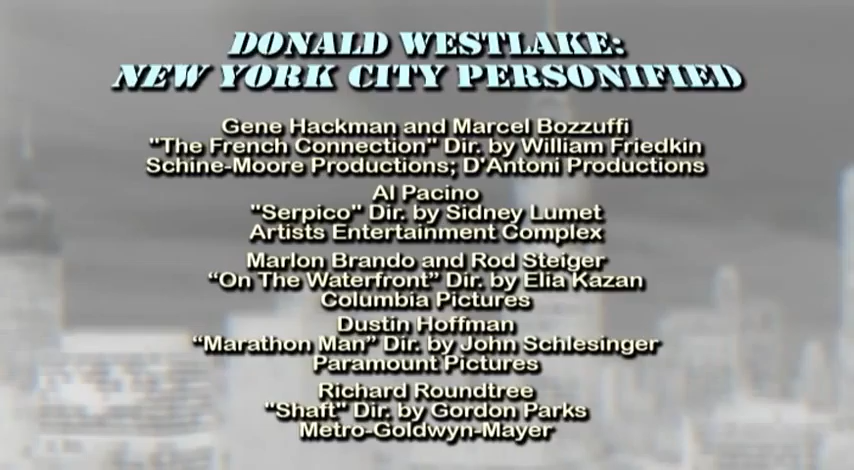 DONALD WESTLAKE:
NEW YORK CITY PERSONIFIED
Gene Hackman and Marcel Bozzuffi
"The French Connection" Dir. by William Friedkin
Schine-Moore Productions; D'Antoni Productions
Al Pacino
"Serpico" Dir. by Sidney Lumet
Artists Entertainment Complex
Marlon Brando and Rod Steiger
“On The Waterfront” Dir. by Elia Kazan
Columbia Pictures
Dustin Hoffman
“Marathon Man” Dir. by John Schlesinger
Paramount Pictures
Richard Roundtree
"Shaft" Dir. by Gordon Parks
Metro-Goldwyn-Mayer